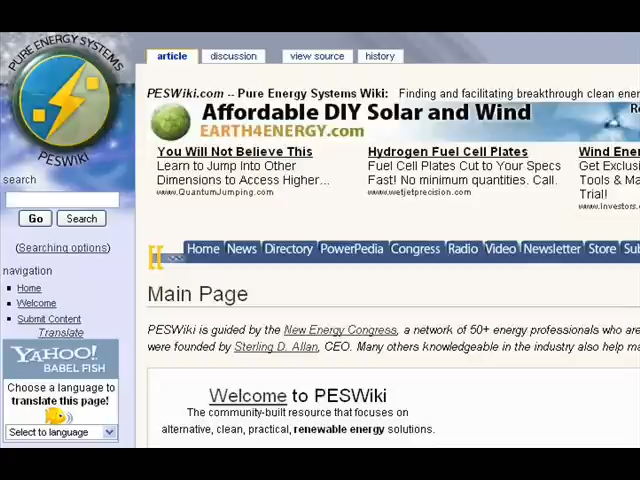 PURE ENERGY SYSTEMS
PESWiki
article
discussion
view source
history
PESWiki.com -- Pure Energy Systems Wiki: Finding and facilitating breakthrough clean ener
Affordable DIY Solar and Wind
EARTH4ENERGY.com
You Will Not Believe This
Learn to Jump Into Other
Dimensions to Access Higher...
www.QuantumJumping.com
Hydrogen Fuel Cell Plates
Fuel Cell Plates Cut to Your Specs
Fast! No minimum quantities. Call.
www.wetjetprecision.com
Wind Ener
Get Exclus
Tools & Ma
Trial!
www.Investors.c
search
Go
Search
(Searching options)
navigation
Home
Welcome
Submit Content
Translate
YAHOO!
BABEL FISH
Choose a language to
translate this page!
Select to language
[[
Home News Directory PowerPedia Congress Radio Video Newsletter Store Sub
Main Page
PESWiki is guided by the New Energy Congress, a network of 50+ energy professionals who are
were founded by Sterling D. Allan, CEO. Many others knowledgeable in the industry also help ma
Welcome to PESWiki
The community-built resource that focuses on
alternative, clean, practical, renewable energy solutions.